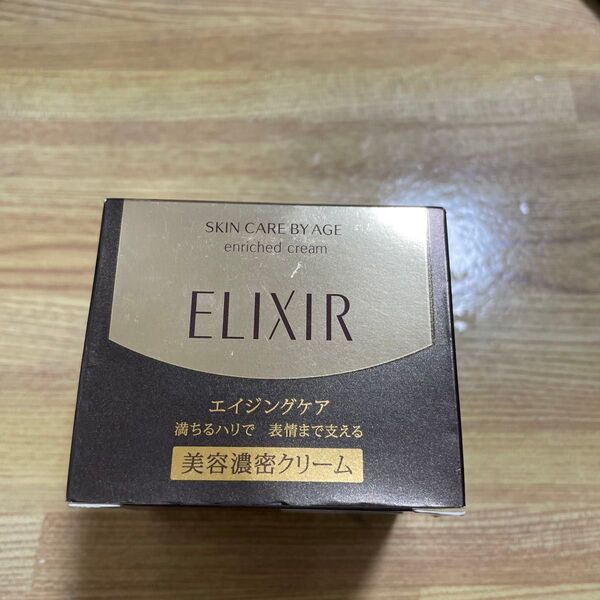 SKIN CARE BY AGE
enriched cream
ELIXIR
エイジングケア
満ちるハリで 表情まで支える
美容濃密クリーム